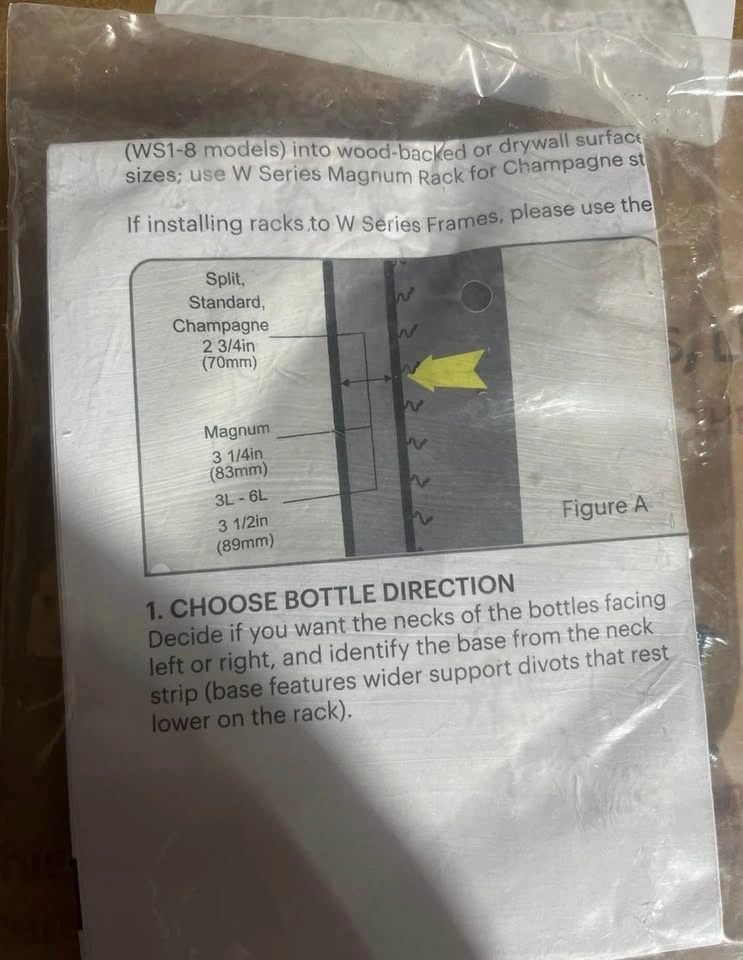 (WS1-8 models) into wood-backed or drywall
sizes; use W Series Magnum Rack for Champagne
If installing racks to W Series Frames, please use the
Split,
Standard,
Champagne
2 3/4in
(70mm)
Magnum
3 1/4in
(83mm)
3L - 6L
3 1/2in
(89mm)
Figure A
1. CHOOSE BOTTLE DIRECTION
Decide if you want the necks of the bottles facing
left or right, and identify the base from the neck
strip (base features wider support divots that rest
lower on the rack).